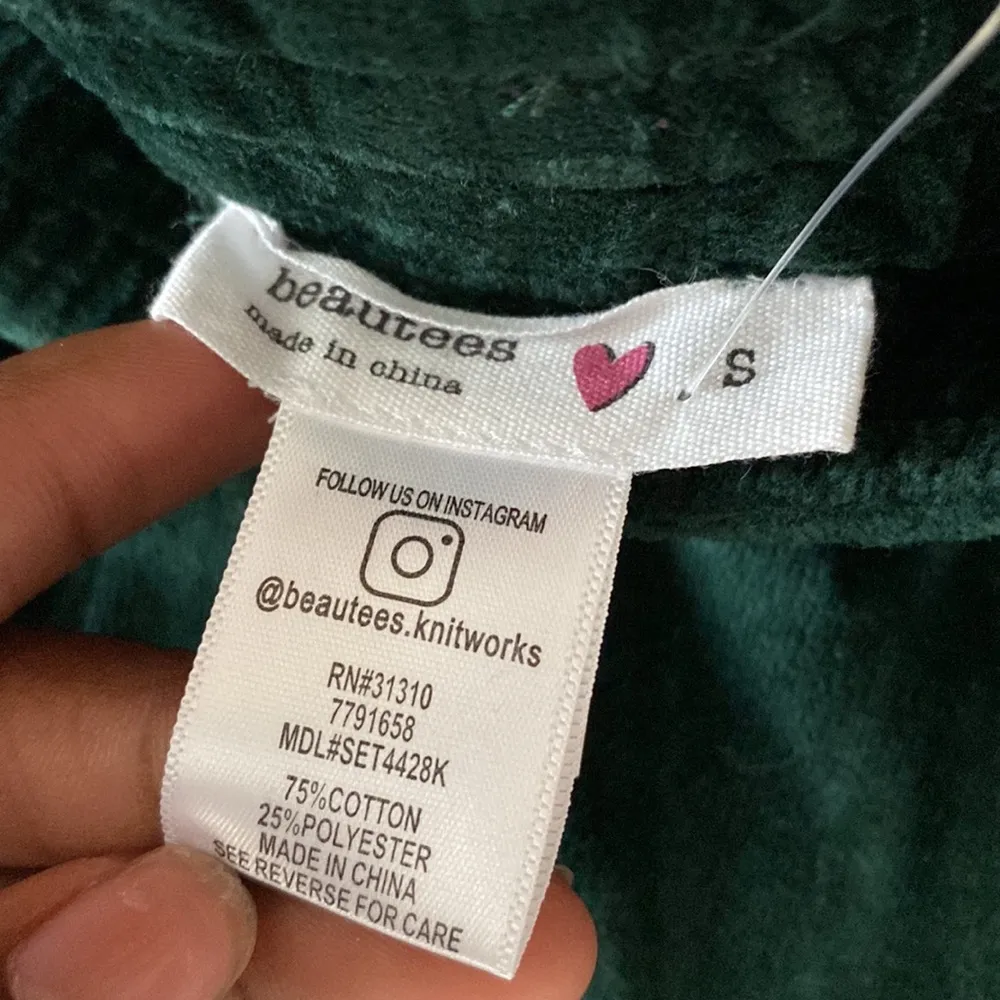 beautees
made in china
S
FOLLOW US ON INSTAGRAM
@beautees.knitworks
RN#31310
7791658
MDL#SET4428K
75%COTTON
25%POLYESTER
MADE IN CHINA
SEE REVERSE FOR CARE